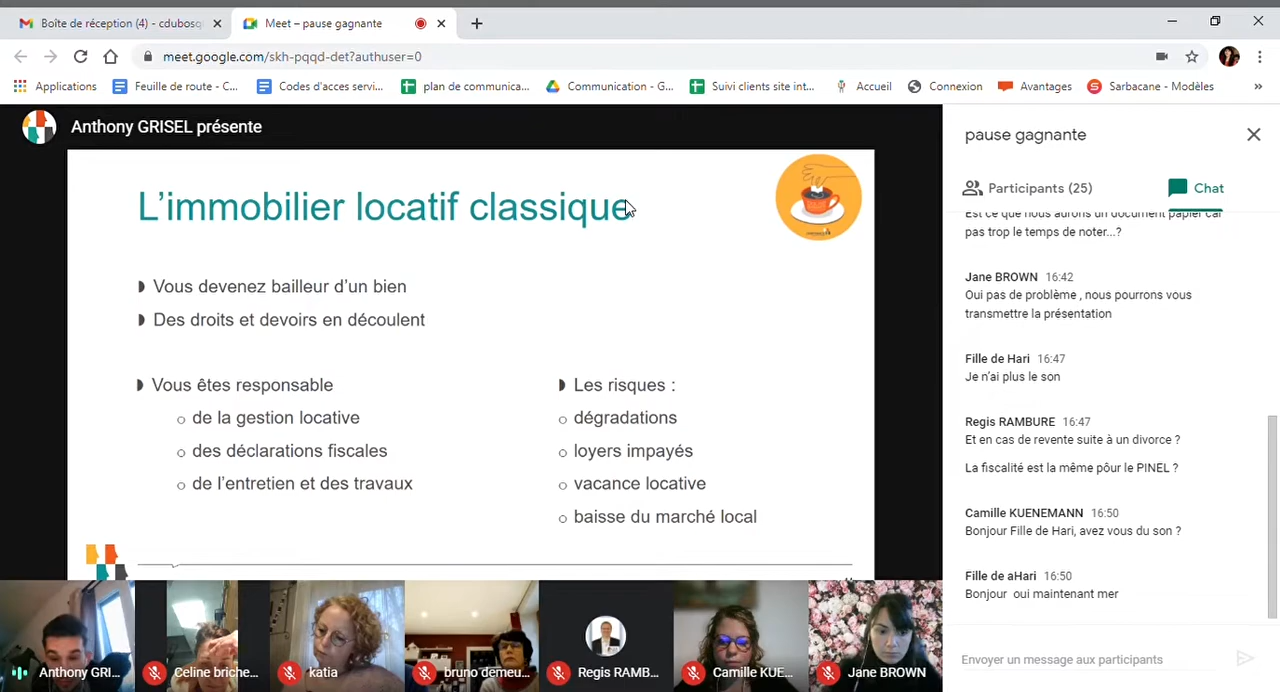 Boîte de réception (4) - cdubosq
Meet – pause gagnante
meet.google.com/skh-pqqd-det?authuser=0
Applications
Feuille de route - C...
Codes d'acces servi...
plan de communica...
Communication - G...
Suivi clients site int...
Accueil
Connexion
Avantages
Sarbacane - Modèles
»
Anthony GRISEL présente
L'immobilier locatif classique
Vous devenez bailleur d'un bien
Des droits et devoirs en découlent
Vous êtes responsable
de la gestion locative
des déclarations fiscales
de l'entretien et des travaux
Les risques :
dégradations
loyers impayés
vacance locative
baisse du marché local
Anthony GRI...
Celine briche...
katia
bruno demeu...
Regis RAMB...
Camille KUE...
Jane BROWN
pause gagnante
Participants (25)
Chat
Est ce que nous aurons un document papier car
pas trop le temps de noter...?
Jane BROWN 16:42
Oui pas de problème , nous pourrons vous
transmettre la présentation
Fille de Hari 16:47
Je n'ai plus le son
Regis RAMBURE 16:47
Et en cas de revente suite à un divorce ?
La fiscalité est la même pôur le PINEL ?
Camille KUENEMANN 16:50
Bonjour Fille de Hari, avez vous du son ?
Fille de aHari 16:50
Bonjour oui maintenant mer
Envoyer un message aux participants